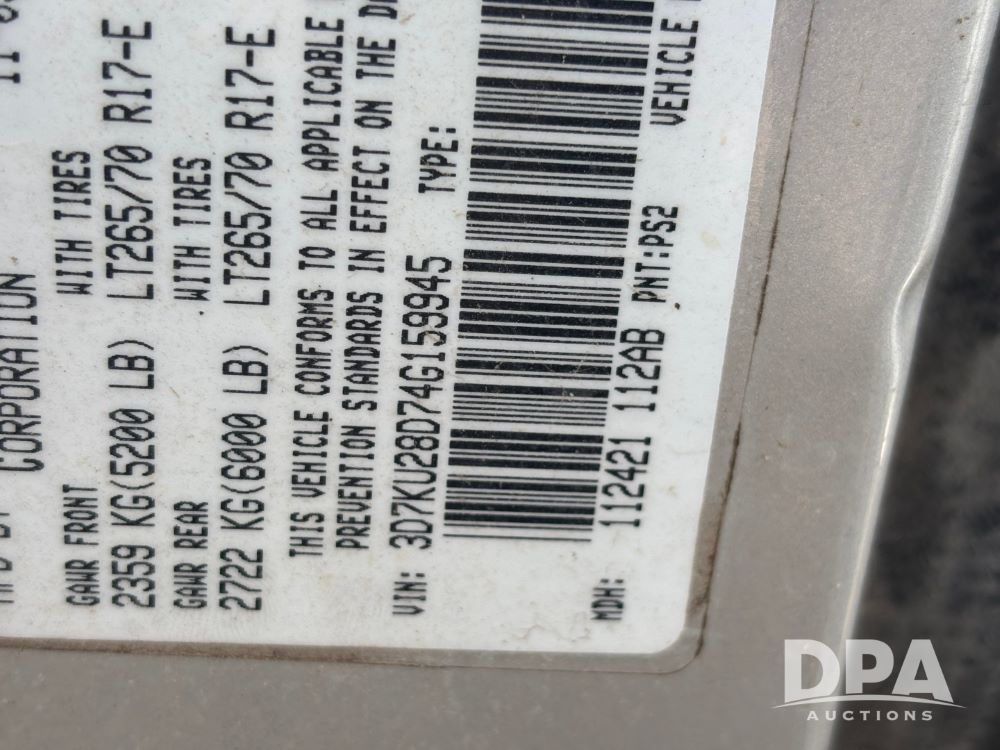 CORPORATION
GAWR FRONT WITH TIRES
2359 KG(5200 LB) LT265/70 R17-E
GAWR REAR WITH TIRES
2722 KG(6000 LB) LT265/70 R17-E
THIS VEHICLE CONFORMS TO ALL APPLICABLE
PREVENTION STANDARDS IN EFFECT ON THE
VIN: 3D7KU28D74G159945 TYPE:
VEHICLE
MDH: 112421 112AB PNT:PS2
DPA
AUCTIONS